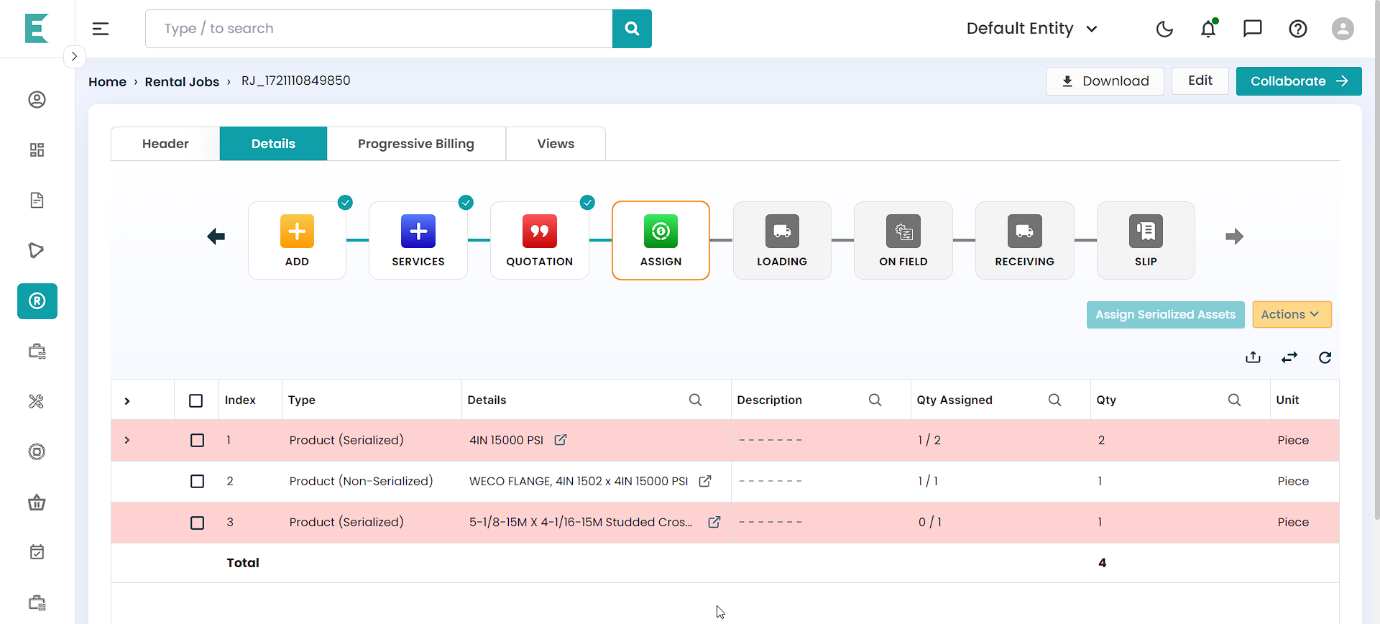 Type / to search
Default Entity
Home › Rental Jobs › RJ_1721110849850
Download
Edit
Collaborate
Header
Details
Progressive Billing
Views
ADD
SERVICES
QUOTATION
ASSIGN
LOADING
ON FIELD
RECEIVING
SLIP
Assign Serialized Assets
Actions
Index Type Details Description Qty Assigned Qty Unit
1 Product (Serialized) 4IN 15000 PSI ------- 1 / 2 2 Piece
2 Product (Non-Serialized) WECO FLANGE, 4IN 1502 x 4IN 15000 PSI ------- 1 / 1 1 Piece
3 Product (Serialized) 5-1/8-15M X 4-1/16-15M Studded Cros... ------- 0 / 1 1 Piece
Total 4